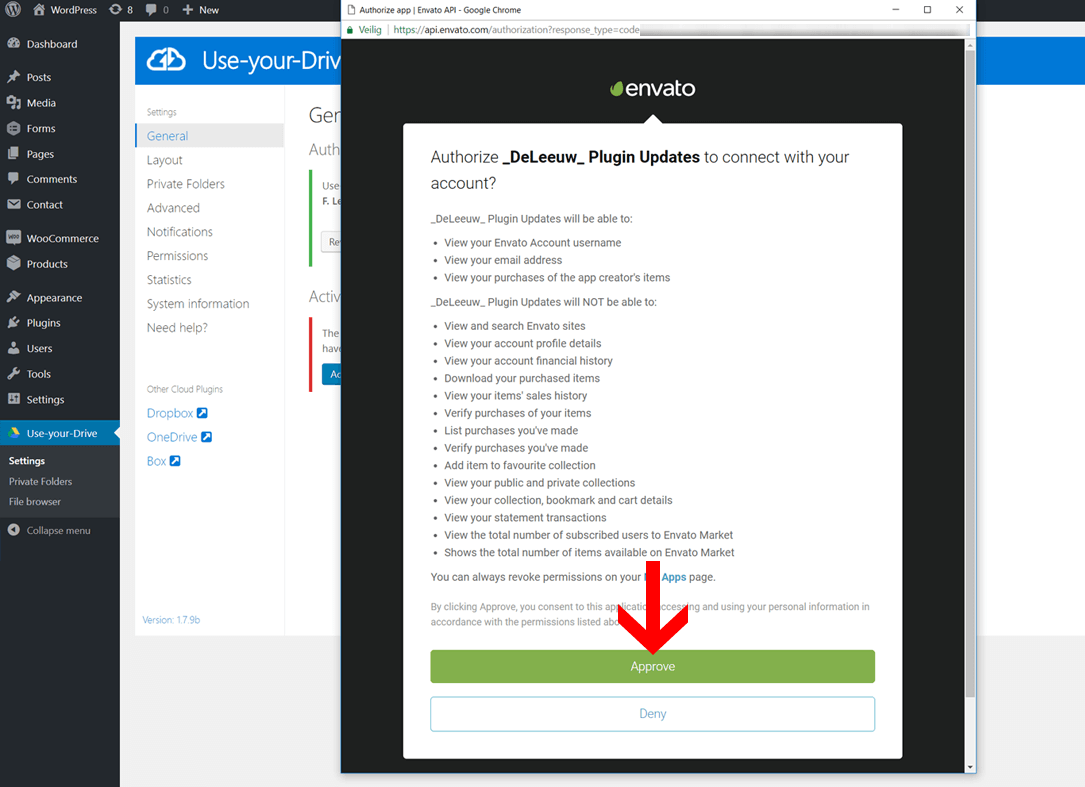 WordPress 8 0 New
Dashboard
Posts
Media
Forms
Pages
Comments
Contact
WooCommerce
Products
Appearance
Plugins
Users
Tools
Settings
Use-your-Drive
Settings
Private Folders
File browser
Collapse menu
Use-your-Driv
Settings
General
Layout
Private Folders
Advanced
Notifications
Permissions
Statistics
System information
Need help?
Other Cloud Plugins
Dropbox
OneDrive
Box
Version: 1.7.9b
Ger
Auth
Use
F. Le
Re
Activ
The
have
Ac
Authorize app | Envato API - Google Chrome
Veilig https://api.envato.com/authorization?response_type=code
envato
Authorize _DeLeeuw_ Plugin Updates to connect with your
account?
_DeLeeuw_ Plugin Updates will be able to:
• View your Envato Account username
• View your email address
• View your purchases of the app creator's items
_DeLeeuw_ Plugin Updates will NOT be able to:
• View and search Envato sites
• View your account profile details
• View your account financial history
• Download your purchased items
• View your items' sales history
• Verify purchases of your items
• List purchases you've made
• Verify purchases you've made
• Add item to favourite collection
• View your public and private collections
• View your collection, bookmark and cart details
• View your statement transactions
• View the total number of subscribed users to Envato Market
• Shows the total number of items available on Envato Market
You can always revoke permissions on your Apps page.
By clicking Approve, you consent to this application accessing and using your personal information in
accordance with the permissions listed
Approve
Deny